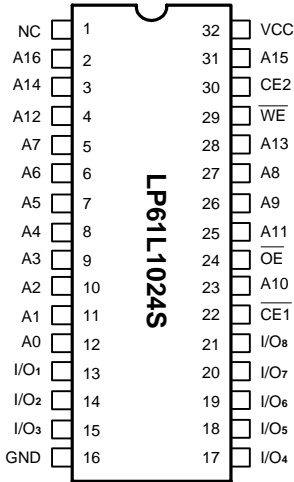 NC 1 32 VCC
A16 2 31 A15
A14 3 30 CE2
A12 4 29 WE
A7 5 28 A13
A6 6 27 A8
A5 7 26 A9
A4 8 25 A11
A3 9 24 OE
A2 10 23 A10
A1 11 22 CE1
A0 12 21 I/O8
I/O1 13 20 I/O7
I/O2 14 19 I/O6
I/O3 15 18 I/O5
GND 16 17 I/O4
LP61L1024S